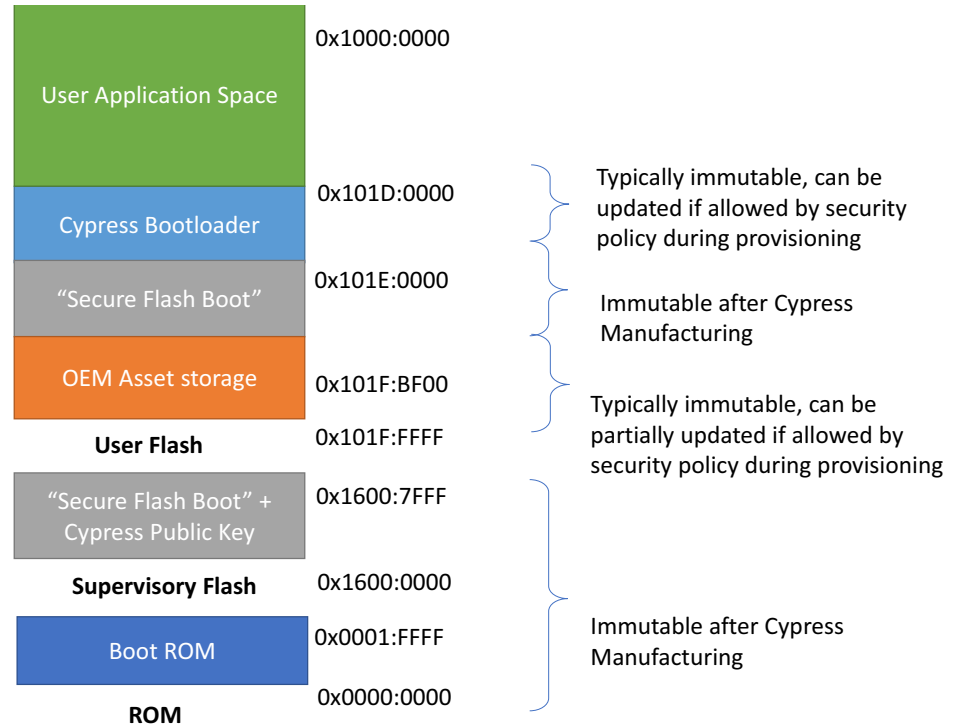 0x1000:0000
User Application Space
0x101D:0000
Typically immutable, can be
updated if allowed by security
policy during provisioning
Cypress Bootloader
0x101E:0000
“Secure Flash Boot”
Immutable after Cypress
Manufacturing
OEM Asset storage
0x101F:BF00
Typically immutable, can be
partially updated if allowed by
security policy during provisioning
User Flash
0x101F:FFFF
“Secure Flash Boot” +
Cypress Public Key
0x1600:7FFF
Supervisory Flash
0x1600:0000
Boot ROM
0x0001:FFFF
Immutable after Cypress
Manufacturing
0x0000:0000
ROM